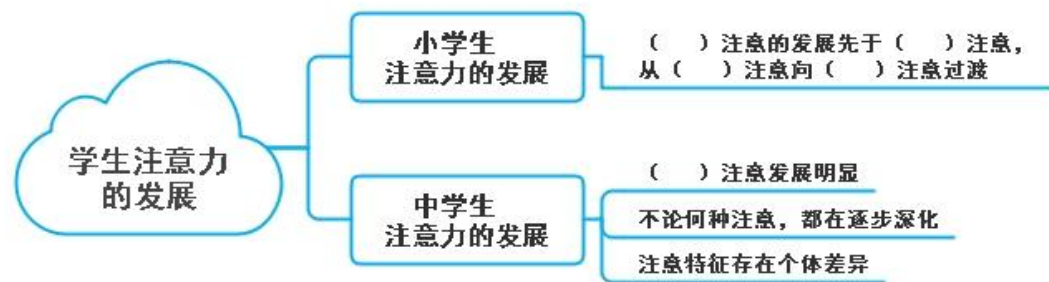 学生注意力
的发展
小学生
注意力的发展
（　　）注意的发展先于（　　）注意，
从（　　）注意向（　　）注意过渡
中学生
注意力的发展
（　　）注意发展明显
不论何种注意，都在逐步深化
注意特征存在个体差异